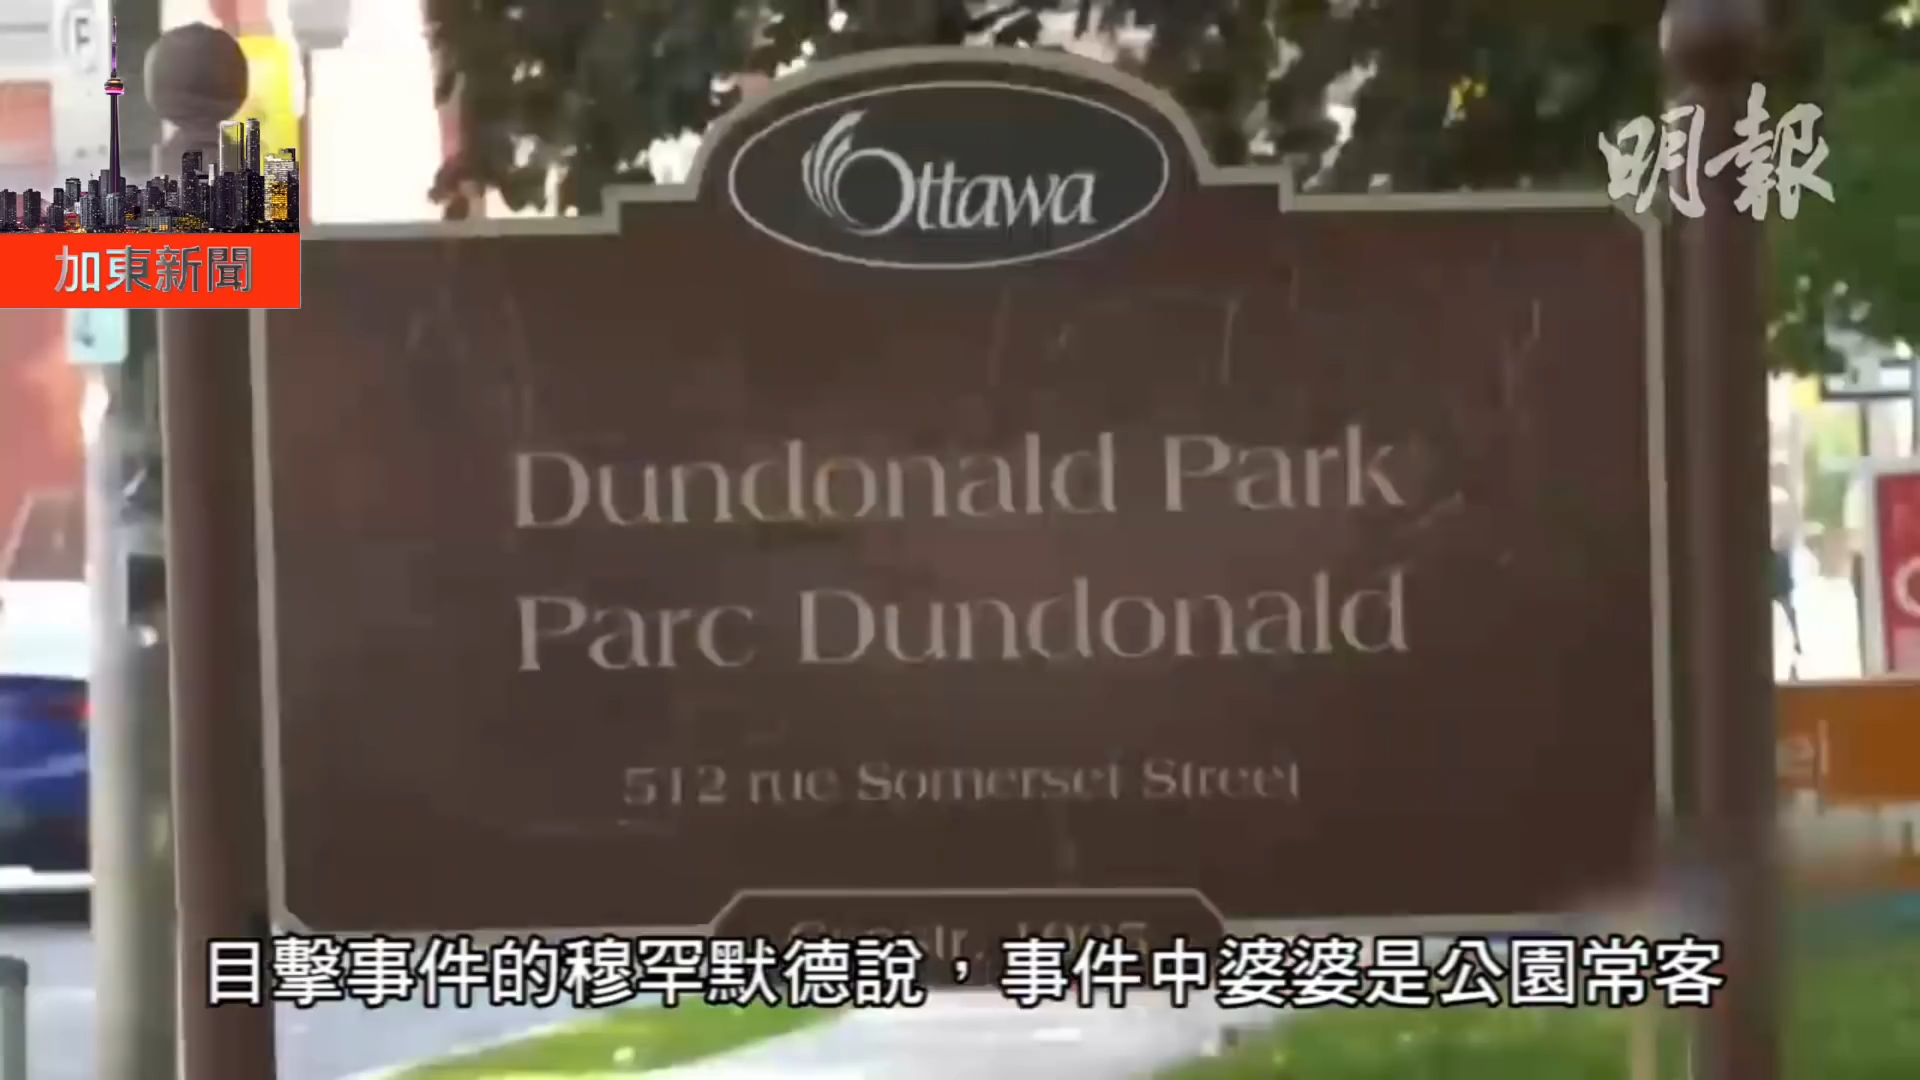 明報
加東新聞
Ottawa
Dundonald Park
Parc Dundonald
512 rue Somerset Street
目擊事件的穆罕默德說，事件中婆婆是公園常客